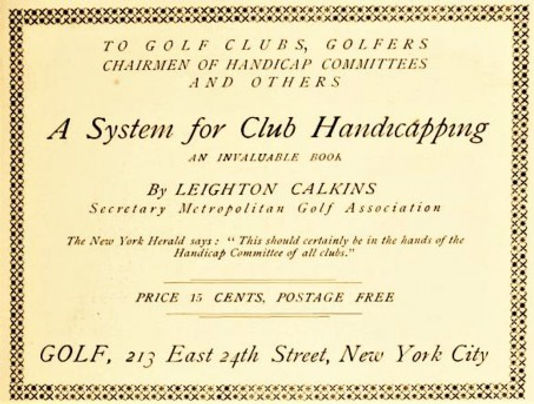 TO GOLF CLUBS, GOLFERS
CHAIRMEN OF HANDICAP COMMITTEES
AND OTHERS
A System for Club Handicapping
AN INVALUABLE BOOK
By LEIGHTON CALKINS
Secretary Metropolitan Golf Association
The New York Herald says: "This should certainly be in the hands of the
Handicap Committee of all clubs."
PRICE 15 CENTS, POSTAGE FREE
GOLF, 213 East 24th Street, New York City